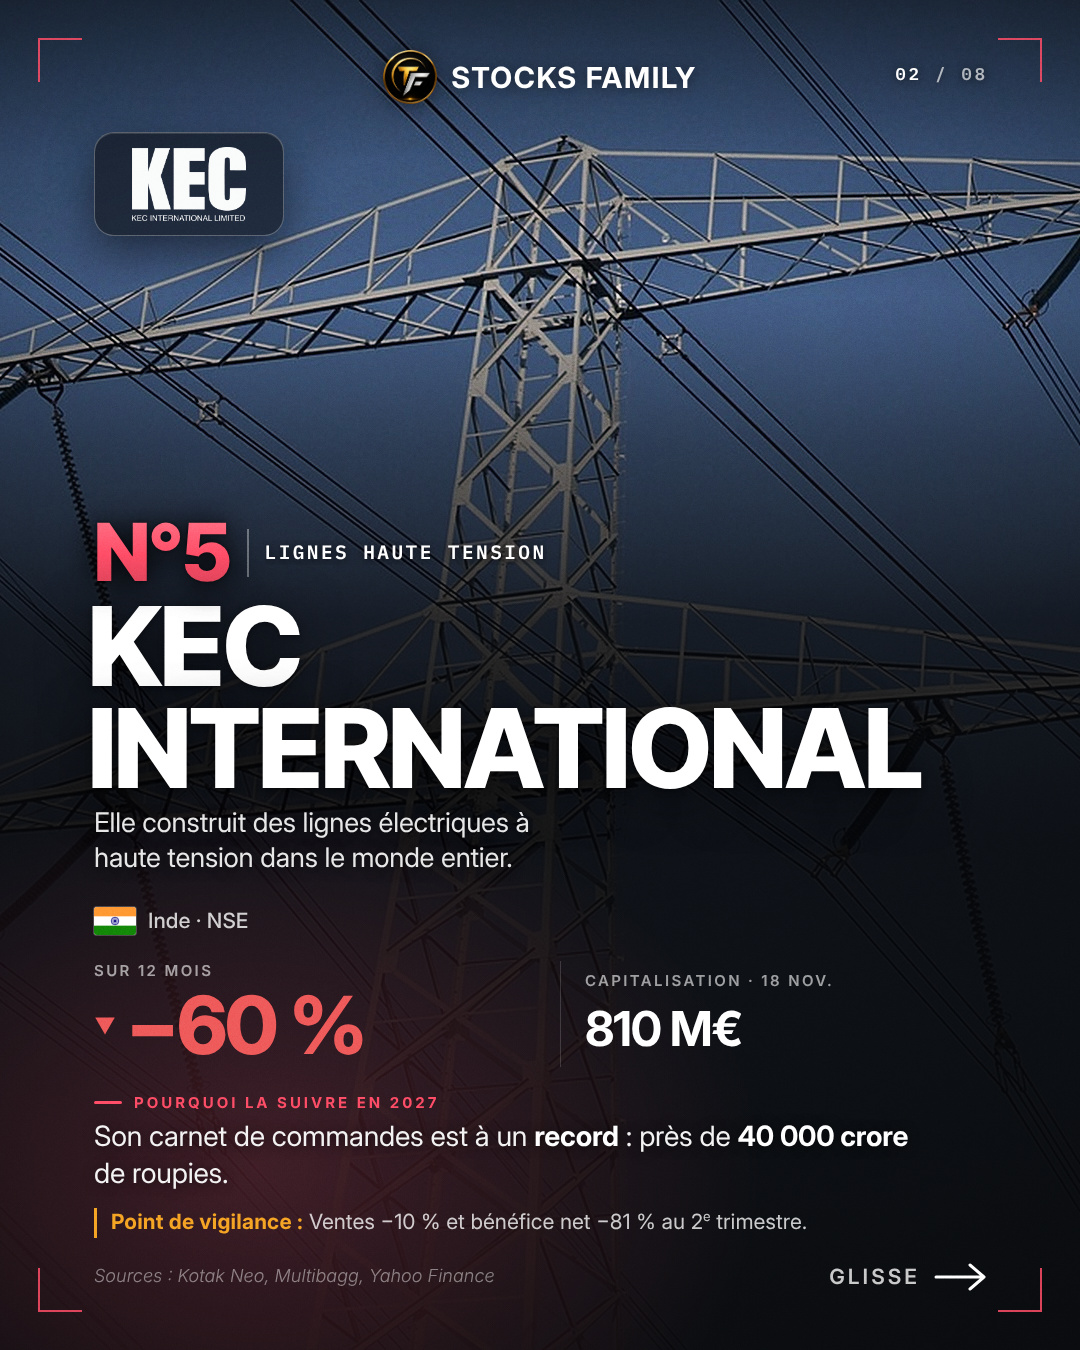 STOCKS FAMILY
02 / 08
KEC
KEC INTERNATIONAL LIMITED
N°5
LIGNES HAUTE TENSION
KEC
INTERNATIONAL
Elle construit des lignes électriques à
haute tension dans le monde entier.
Inde · NSE
SUR 12 MOIS
▼ −60 %
CAPITALISATION · 18 NOV.
810 M€
POURQUOI LA SUIVRE EN 2027
Son carnet de commandes est à un record : près de 40 000 crore
de roupies.
Point de vigilance : Ventes −10 % et bénéfice net −81 % au 2e trimestre.
Sources : Kotak Neo, Multibagg, Yahoo Finance
GLISSE →